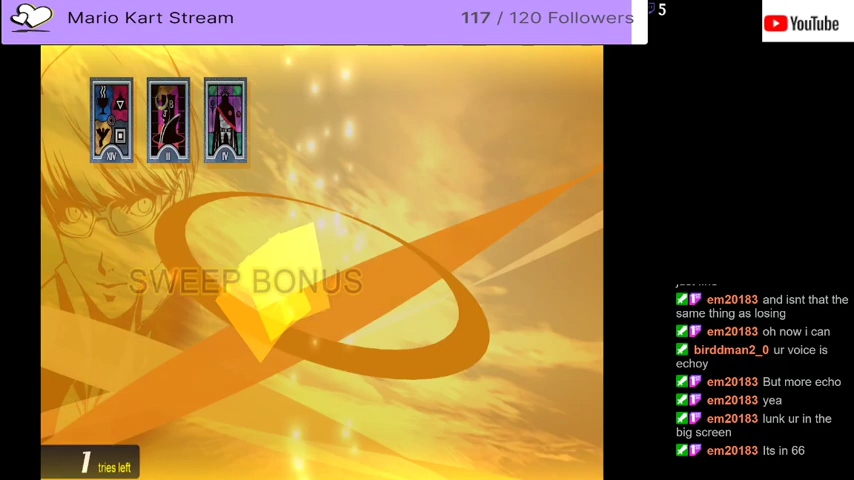 Mario Kart Stream
117 / 120 Followers
5
YouTube
XIV
II
IV
SWEEP BONUS
1 tries left
em20183 and isnt that the
same thing as losing
em20183 oh now i can
birddman2_0 ur voice is
echoy
em20183 But more echo
em20183 yea
em20183 lunk ur in the
big screen
em20183 Its in 66